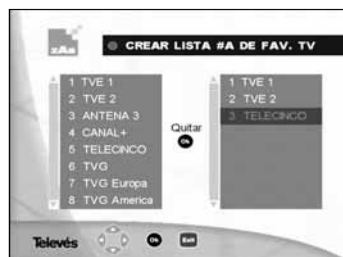 zAs
CREAR LISTA #A DE FAV. TV
1 TVE 1
2 TVE 2
3 ANTENA 3
4 CANAL+
5 TELECINCO
6 TVG
7 TVG Europa
8 TVG America
Quitar
Ok
1 TVE 1
2 TVE 2
3 TELECINCO
Televés
Ok
Exit